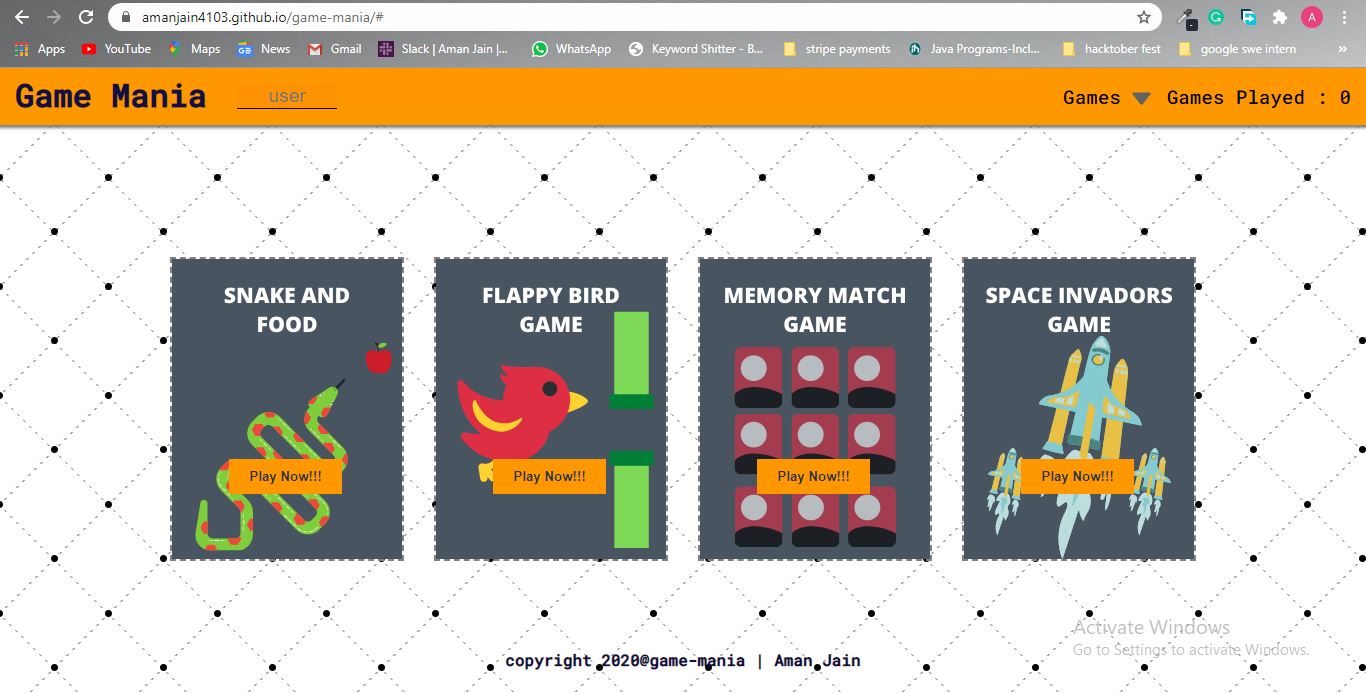 amanjain4103.github.io/game-mania/#
A
Apps YouTube Maps News Gmail Slack | Aman Jain |... WhatsApp Keyword Shitter - B... stripe payments Java Programs-Incl... hacktober fest google swe intern »
Game Mania user Games Games Played : 0
SNAKE AND
FOOD
Play Now!!!
FLAPPY BIRD
GAME
Play Now!!!
MEMORY MATCH
GAME
Play Now!!!
SPACE INVADORS
GAME
Play Now!!!
Activate Windows
Go to Settings to activate Windows.
copyright 2020@game-mania | Aman Jain